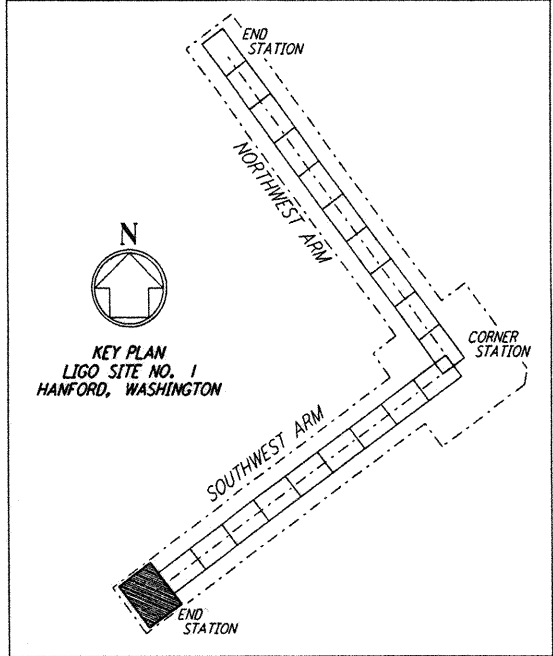 END
STATION
NORTHWEST ARM
N
KEY PLAN
LIGO SITE NO. 1
HANFORD, WASHINGTON
CORNER
STATION
SOUTHWEST ARM
END
STATION